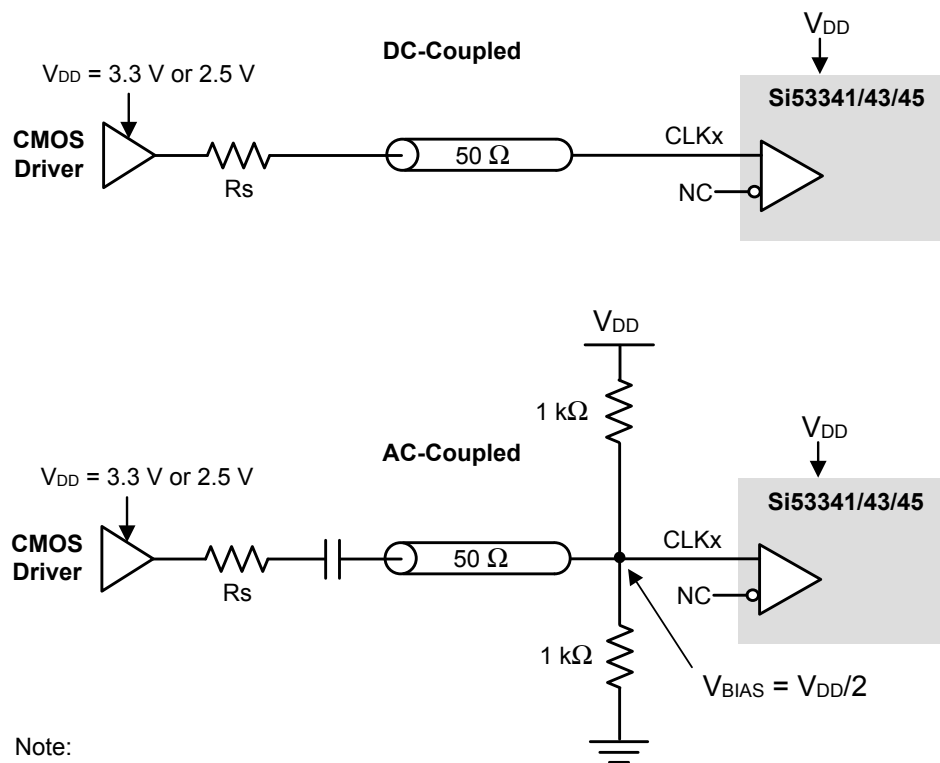 DC-Coupled
VDD
VDD = 3.3 V or 2.5 V
Si53341/43/45
CMOS
Driver
Rs
50 Ω
CLKx
NC
VDD
1 kΩ
AC-Coupled
VDD
VDD = 3.3 V or 2.5 V
Si53341/43/45
CMOS
Driver
Rs
50 Ω
CLKx
NC
1 kΩ
VBIAS = VDD/2
Note: